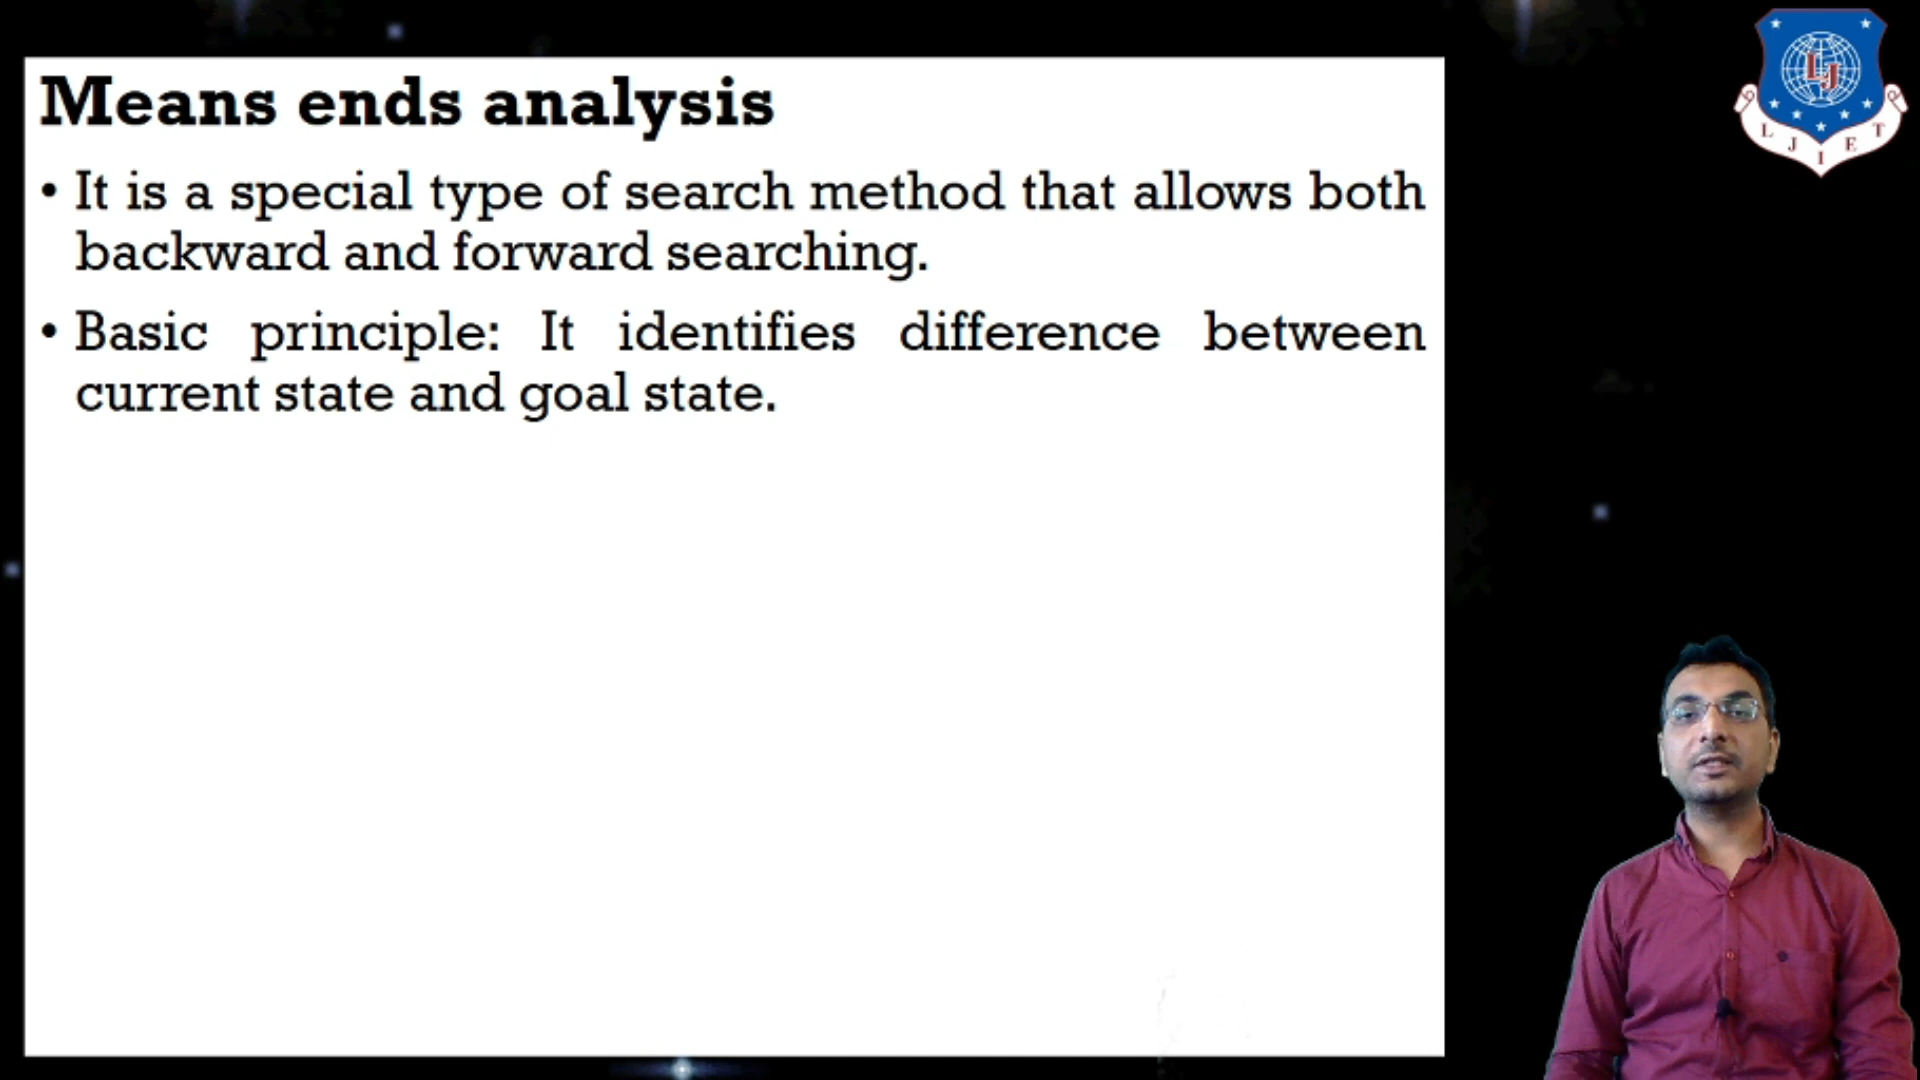 Means ends analysis
• It is a special type of search method that allows both
backward and forward searching.
• Basic principle: It identifies difference between
current state and goal state.
LJ
L J I E T